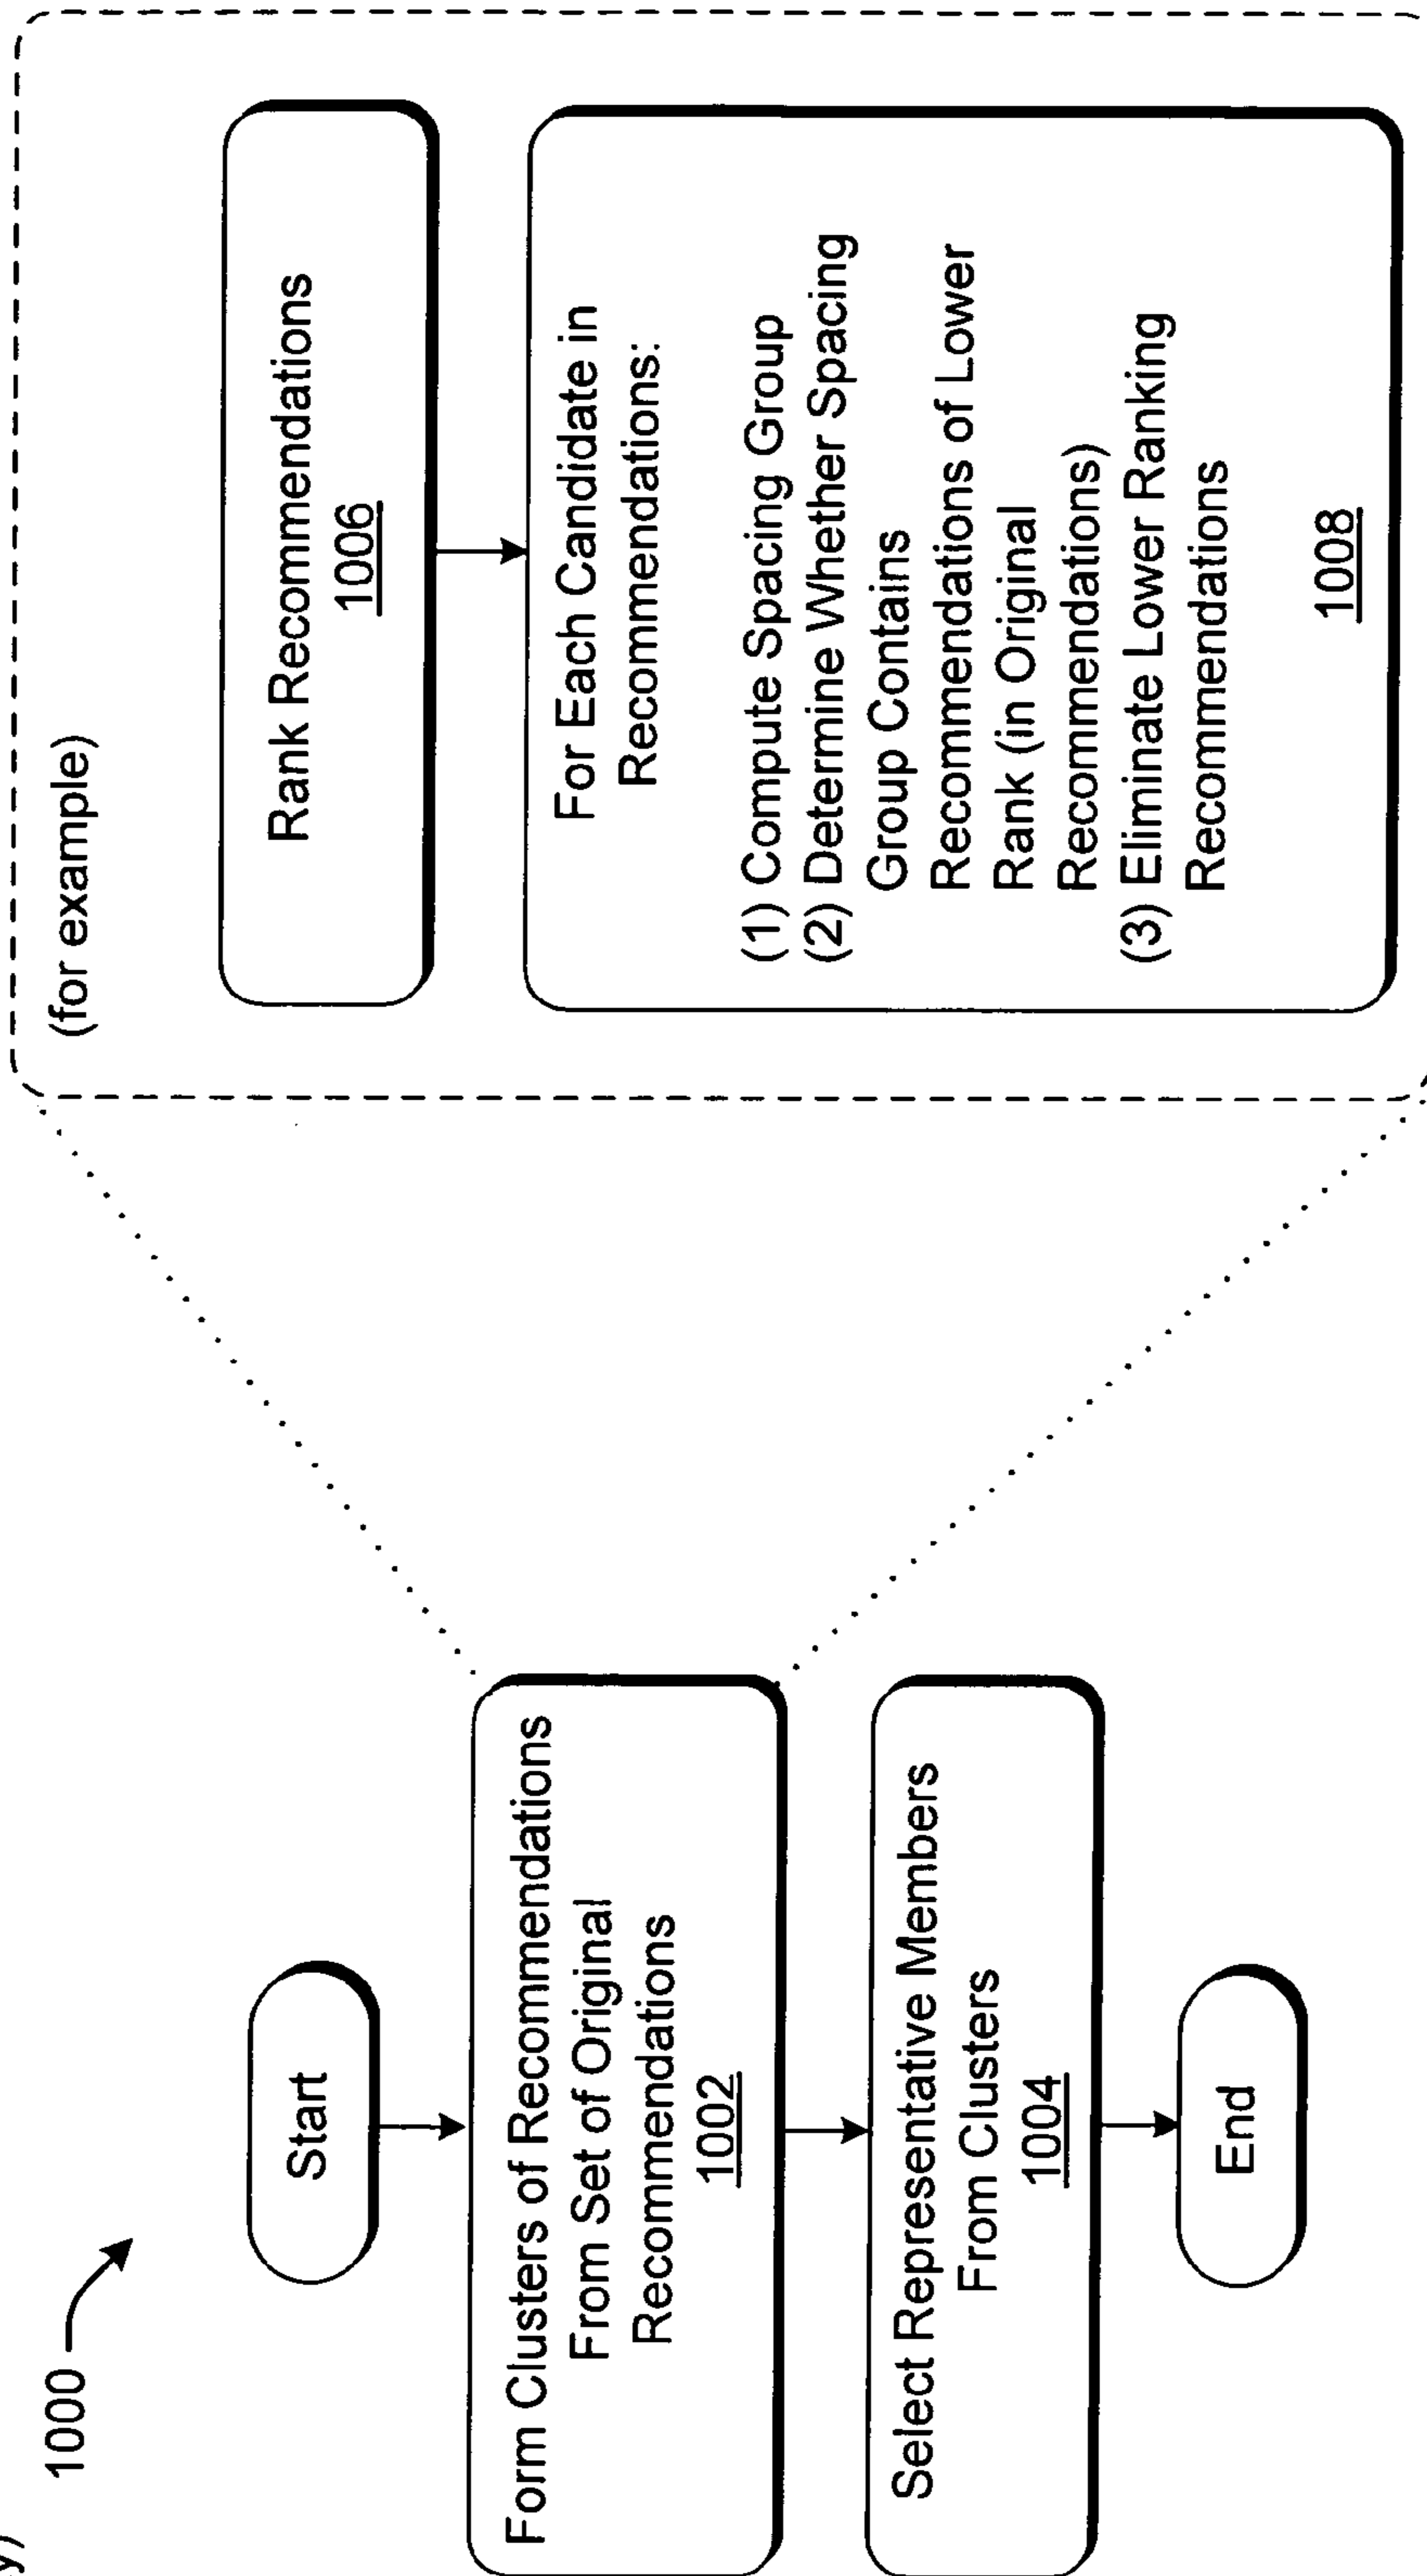 y)
1000
Start
Form Clusters of Recommendations
From Set of Original
Recommendations
1002
Select Representative Members
From Clusters
1004
End
(for example)
Rank Recommendations
1006
For Each Candidate in
Recommendations:
(1) Compute Spacing Group
(2) Determine Whether Spacing
Group Contains
Recommendations of Lower
Rank (in Original
Recommendations)
(3) Eliminate Lower Ranking
Recommendations
1008